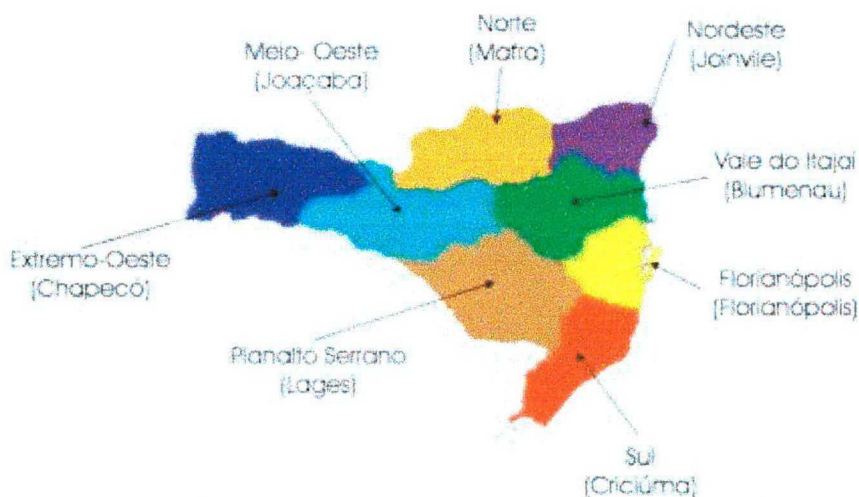 Norte
(Mafra)
Nordeste
(Joinvile)
Meio- Oeste
(Joaçaba)
Vale do Itajaí
(Blumenau)
Extremo-Oeste
(Chapecó)
Florianópolis
(Florianópolis)
Planalto Serrano
(Lages)
Sul
(Criciúma)